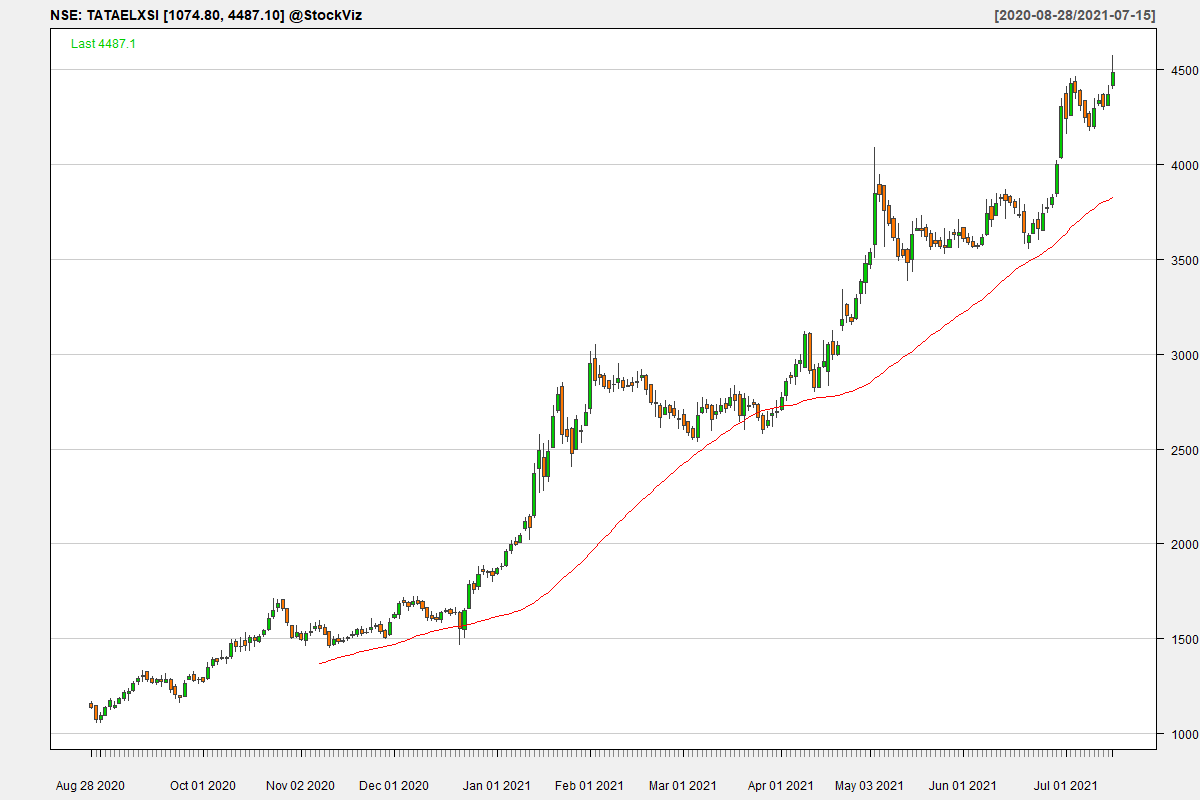 NSE: TATAELXSI [1074.80, 4487.10] @StockViz
[2020-08-28/2021-07-15]
Last 4487.1
4500
4000
3500
3000
2500
2000
1500
1000
Aug 28 2020
Oct 01 2020
Nov 02 2020
Dec 01 2020
Jan 01 2021
Feb 01 2021
Mar 01 2021
Apr 01 2021
May 03 2021
Jun 01 2021
Jul 01 2021